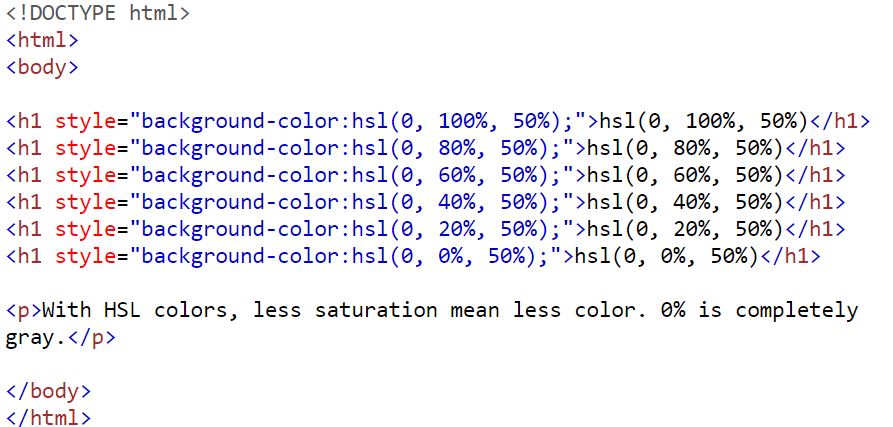 <!DOCTYPE html>
<html>
<body>
<h1 style="background-color:hsl(0, 100%, 50%);">hsl(0, 100%, 50%)</h1>
<h1 style="background-color:hsl(0, 80%, 50%);">hsl(0, 80%, 50%)</h1>
<h1 style="background-color:hsl(0, 60%, 50%);">hsl(0, 60%, 50%)</h1>
<h1 style="background-color:hsl(0, 40%, 50%);">hsl(0, 40%, 50%)</h1>
<h1 style="background-color:hsl(0, 20%, 50%);">hsl(0, 20%, 50%)</h1>
<h1 style="background-color:hsl(0, 0%, 50%);">hsl(0, 0%, 50%)</h1>
<p>With HSL colors, less saturation mean less color. 0% is completely
gray.</p>
</body>
</html>